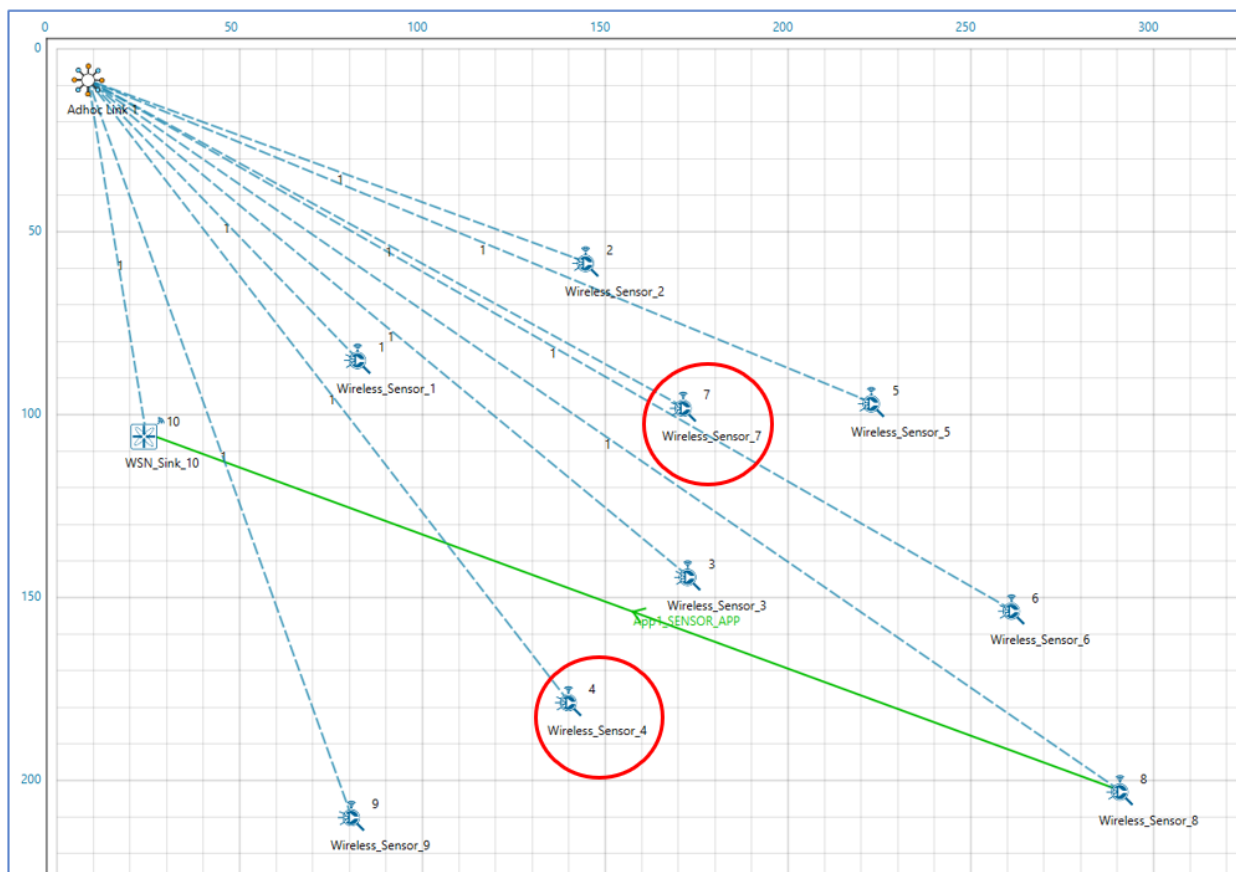 0 50 100 150 200 250 300
0
Adhoc Link 1
1
50
1
1
1
1
2
Wireless_Sensor_2
1
1
1
1
Wireless_Sensor_1
1
7
Wireless_Sensor_7
5
Wireless_Sensor_5
100
10
WSN_Sink_10
1
1
3
Wireless_Sensor_3
150
App1_SENSOR_APP
6
Wireless_Sensor_6
4
Wireless_Sensor_4
200
8
Wireless_Sensor_8
9
Wireless_Sensor_9